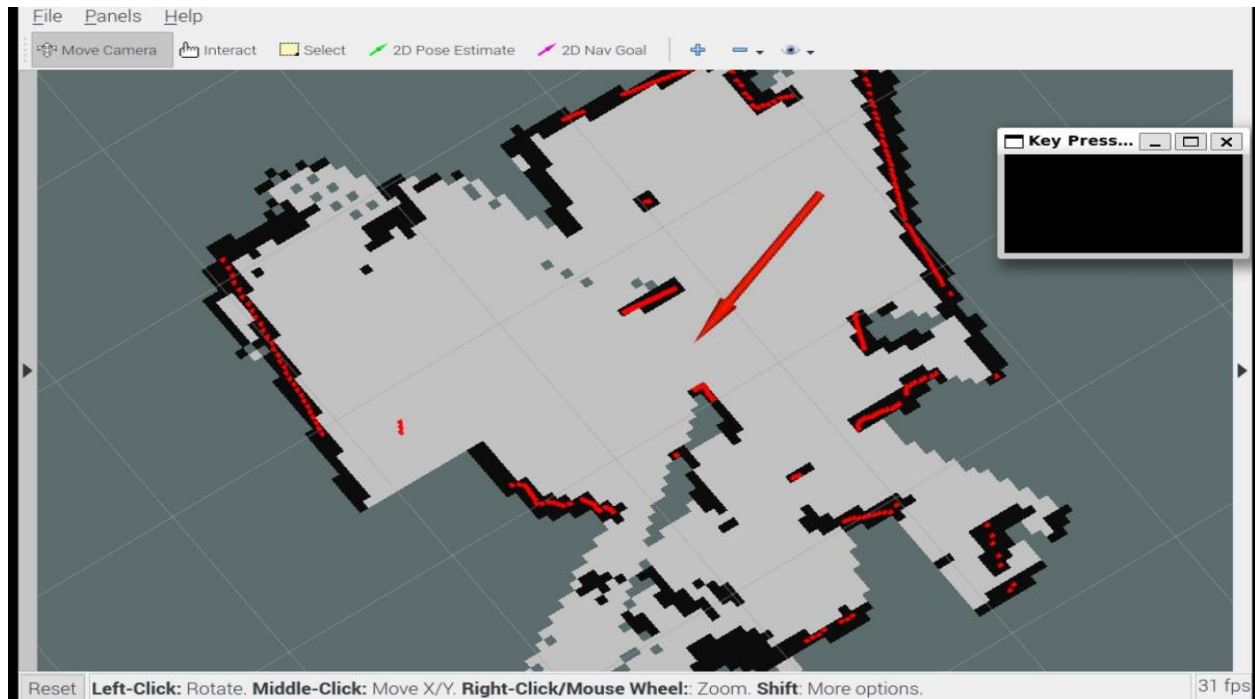 File Panels Help
Move Camera Interact Select 2D Pose Estimate 2D Nav Goal
Key Press...
Reset Left-Click: Rotate. Middle-Click: Move X/Y. Right-Click/Mouse Wheel:: Zoom. Shift: More options. 31 fps